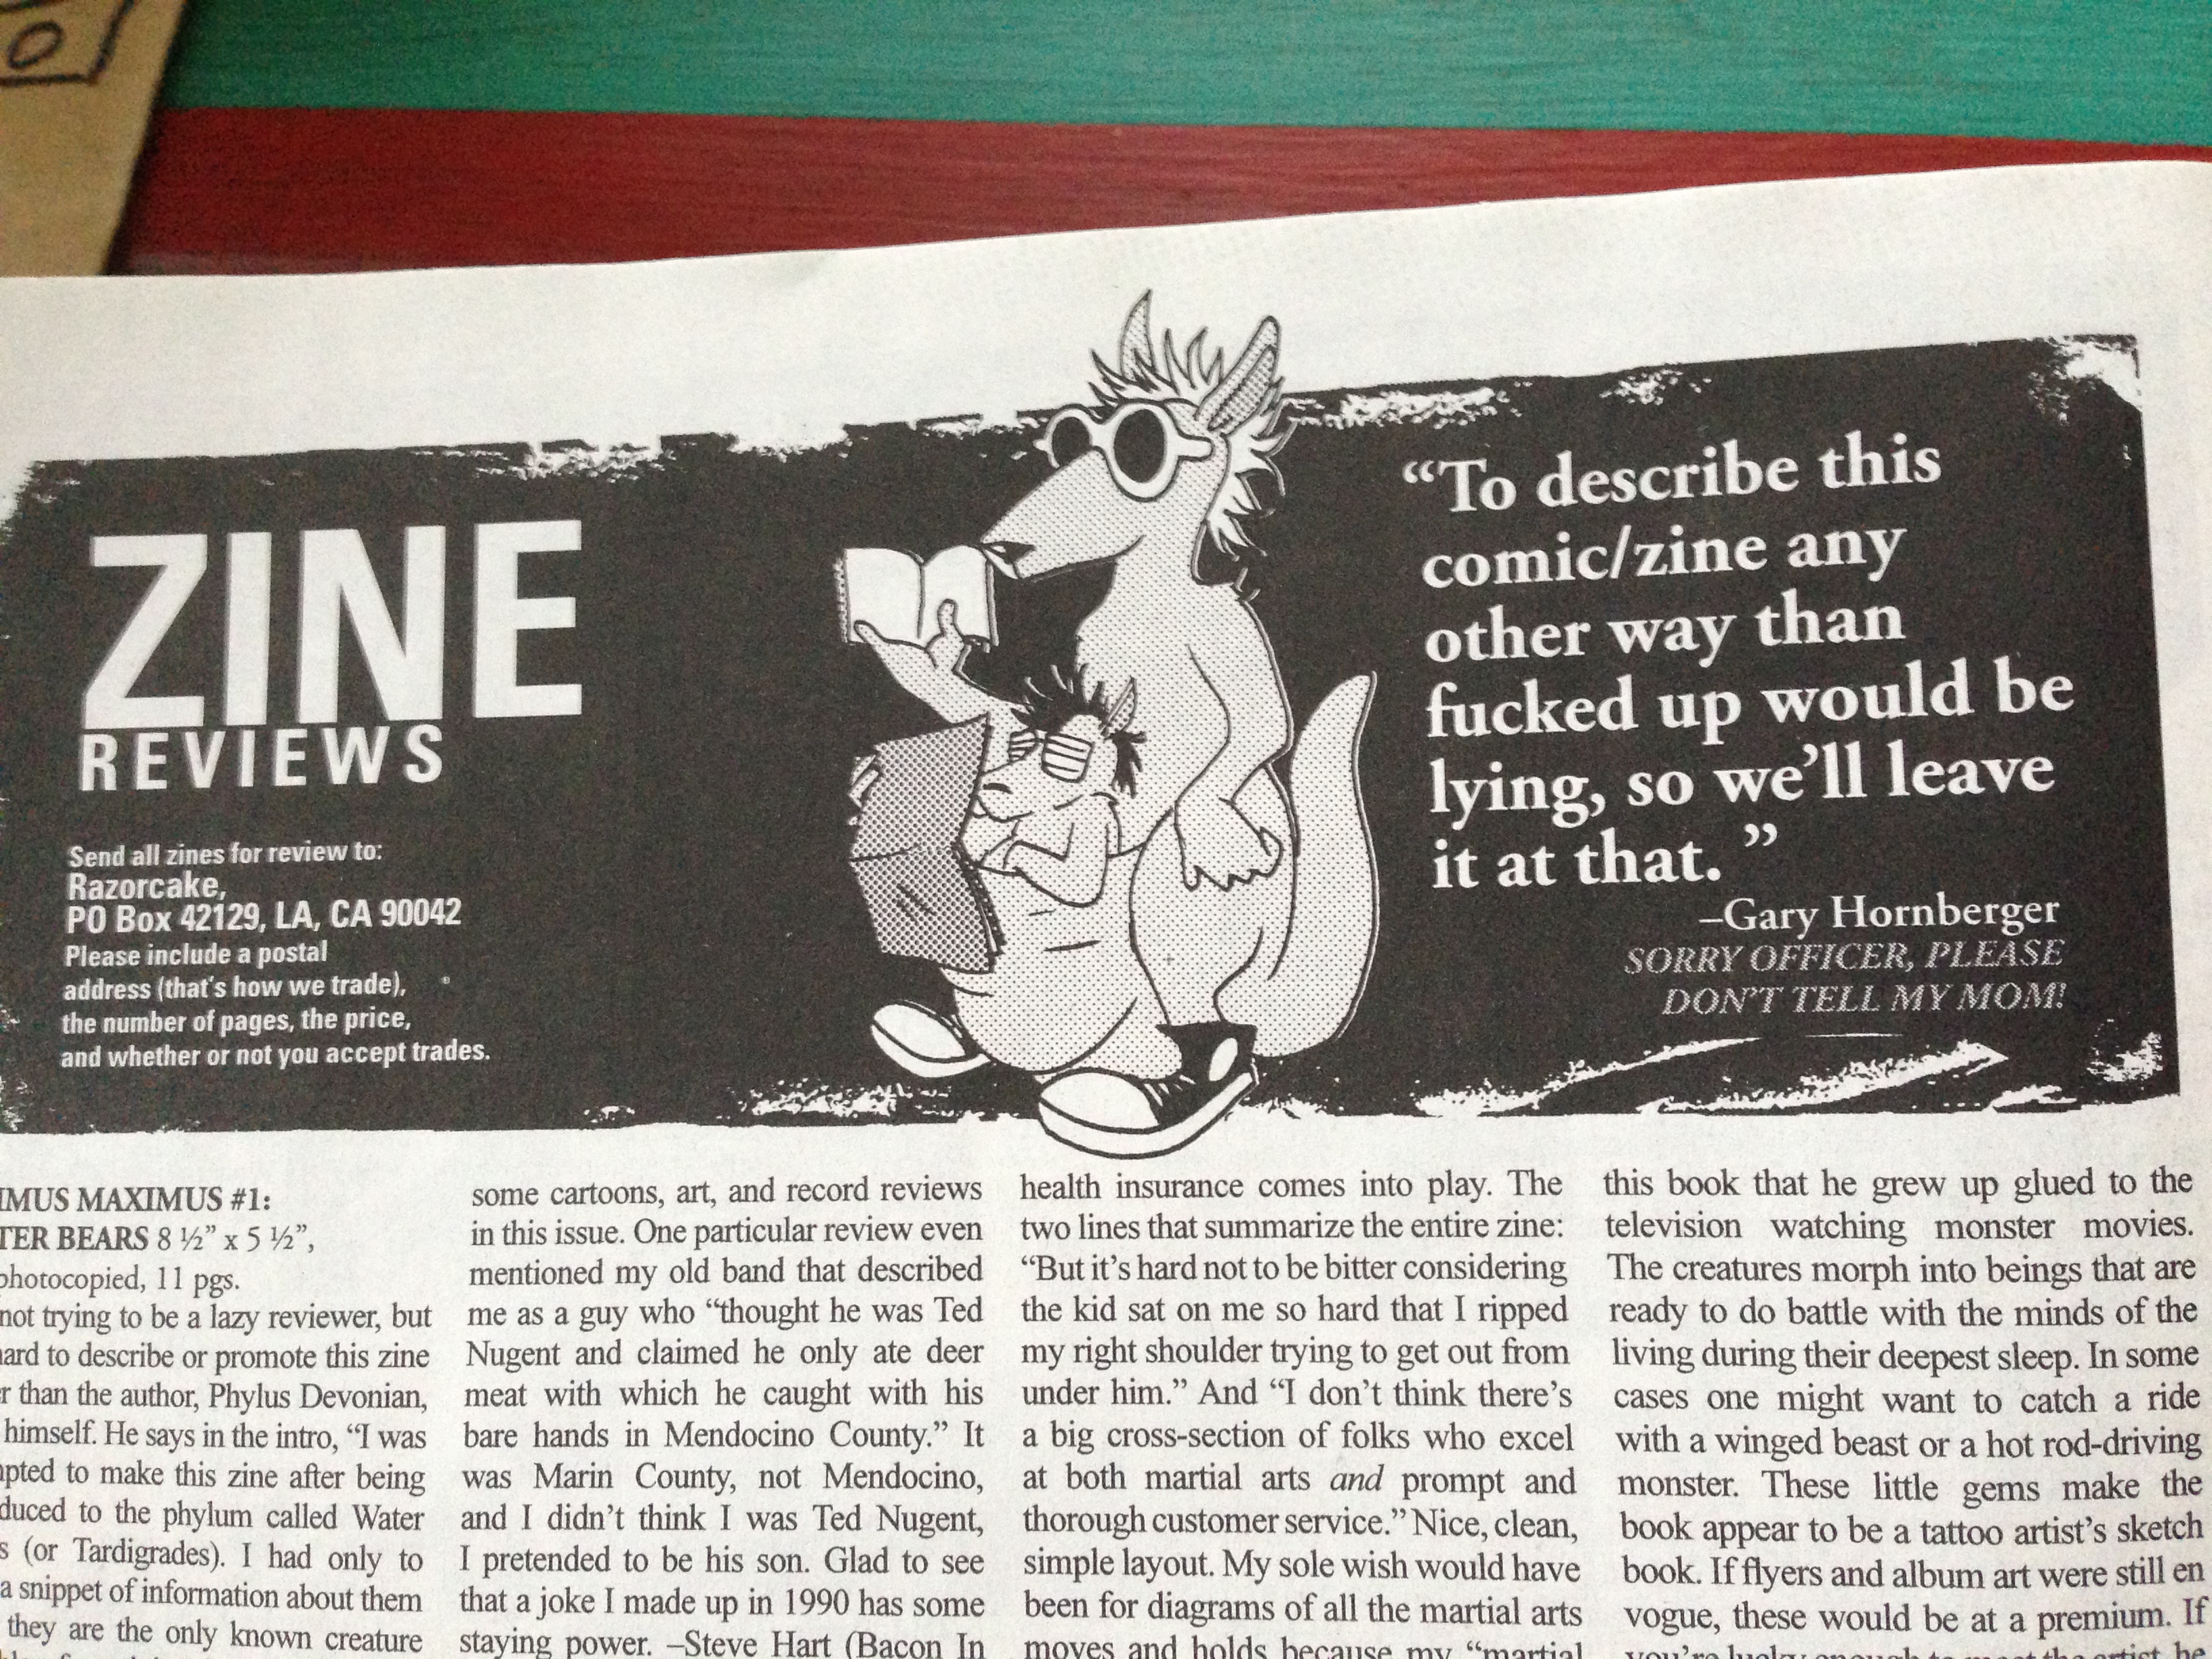 ZINE
REVIEWS
Send all zines for review to:
Razorcake,
PO Box 42129, LA, CA 90042
Please include a postal
address (that's how we trade),
the number of pages, the price,
and whether or not you accept trades.
“To describe this
comic/zine any
other way than
fucked up would be
lying, so we’ll leave
it at that. ”
–Gary Hornberger
SORRY OFFICER, PLEASE
DON’T TELL MY MOM!
MAXIMUS #1:
BEARS 8 ½” x 5 ½”,
photocopied, 11 pgs.
not trying to be a lazy reviewer, but
to describe or promote this zine
than the author, Phylus Devonian,
himself. He says in the intro, “I was
to make this zine after being
to the phylum called Water
(or Tardigrades). I had only to
a snippet of information about them
they are the only known creature
some cartoons, art, and record reviews
in this issue. One particular review even
mentioned my old band that described
me as a guy who “thought he was Ted
Nugent and claimed he only ate deer
meat with which he caught with his
bare hands in Mendocino County.” It
was Marin County, not Mendocino,
and I didn’t think I was Ted Nugent,
I pretended to be his son. Glad to see
that a joke I made up in 1990 has some
staying power. –Steve Hart (Bacon In
health insurance comes into play. The
two lines that summarize the entire zine:
“But it’s hard not to be bitter considering
the kid sat on me so hard that I ripped
my right shoulder trying to get out from
under him.” And “I don’t think there’s
a big cross-section of folks who excel
at both martial arts and prompt and
thorough customer service.” Nice, clean,
simple layout. My sole wish would have
been for diagrams of all the martial arts
moves and holds because my “martial
this book that he grew up glued to the
television watching monster movies.
The creatures morph into beings that are
ready to do battle with the minds of the
living during their deepest sleep. In some
cases one might want to catch a ride
with a winged beast or a hot rod-driving
monster. These little gems make the
book appear to be a tattoo artist’s sketch
book. If flyers and album art were still en
vogue, these would be at a premium. If